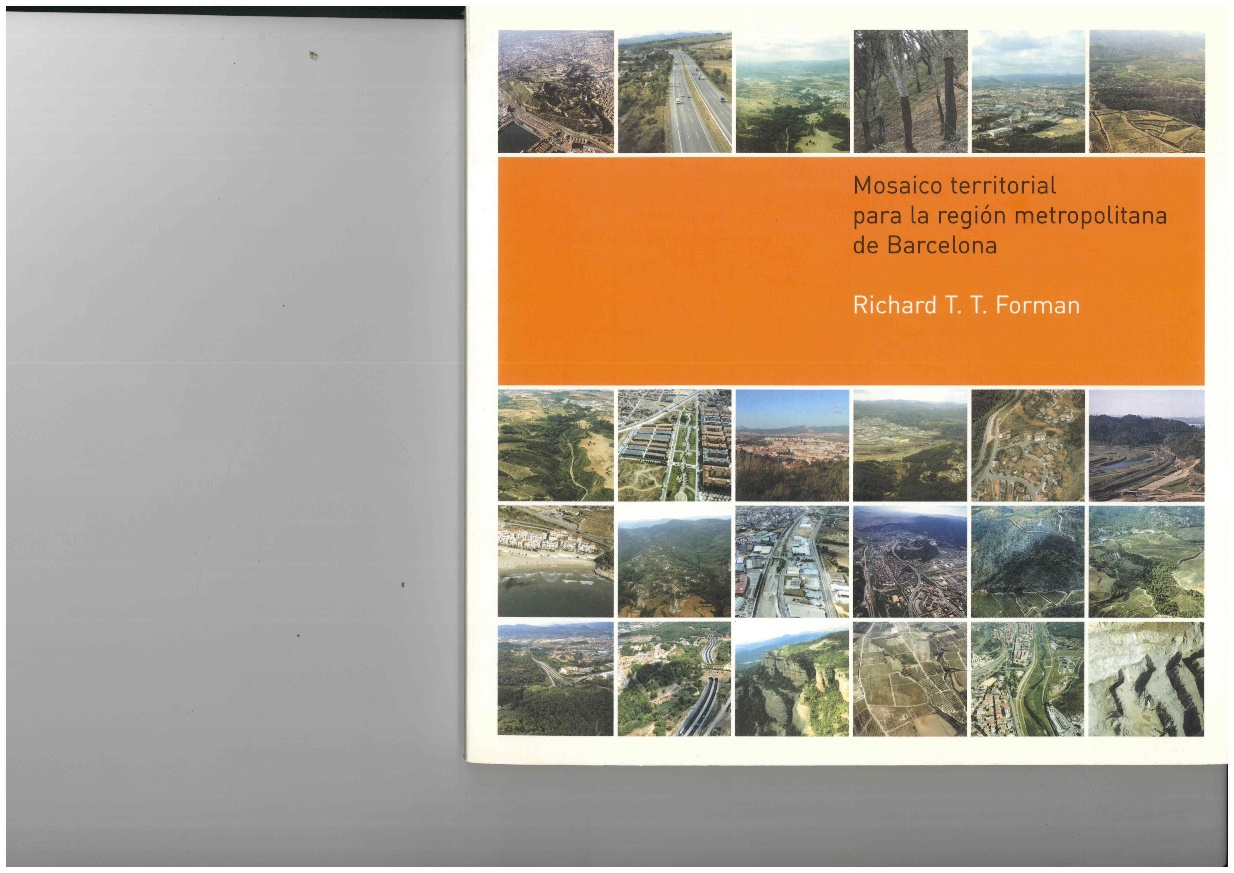 Mosaico territorial
para la región metropolitana
de Barcelona
Richard T. T. Forman